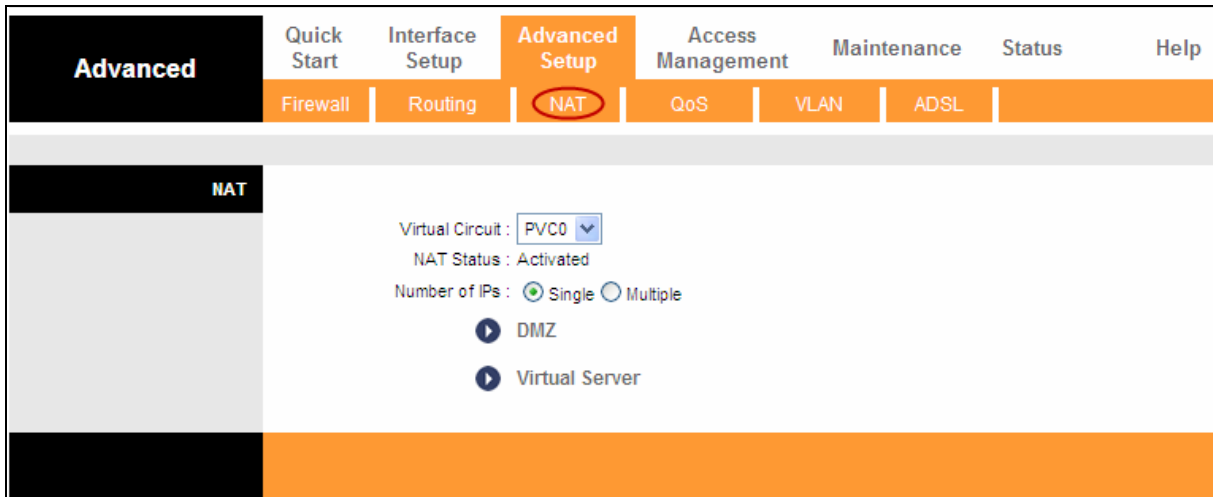 Advanced
Quick Start
Interface Setup
Advanced Setup
Access Management
Maintenance
Status
Help
Firewall
Routing
NAT
QoS
VLAN
ADSL
NAT
Virtual Circuit : PVC0
NAT Status : Activated
Number of IPs : Single Multiple
DMZ
Virtual Server